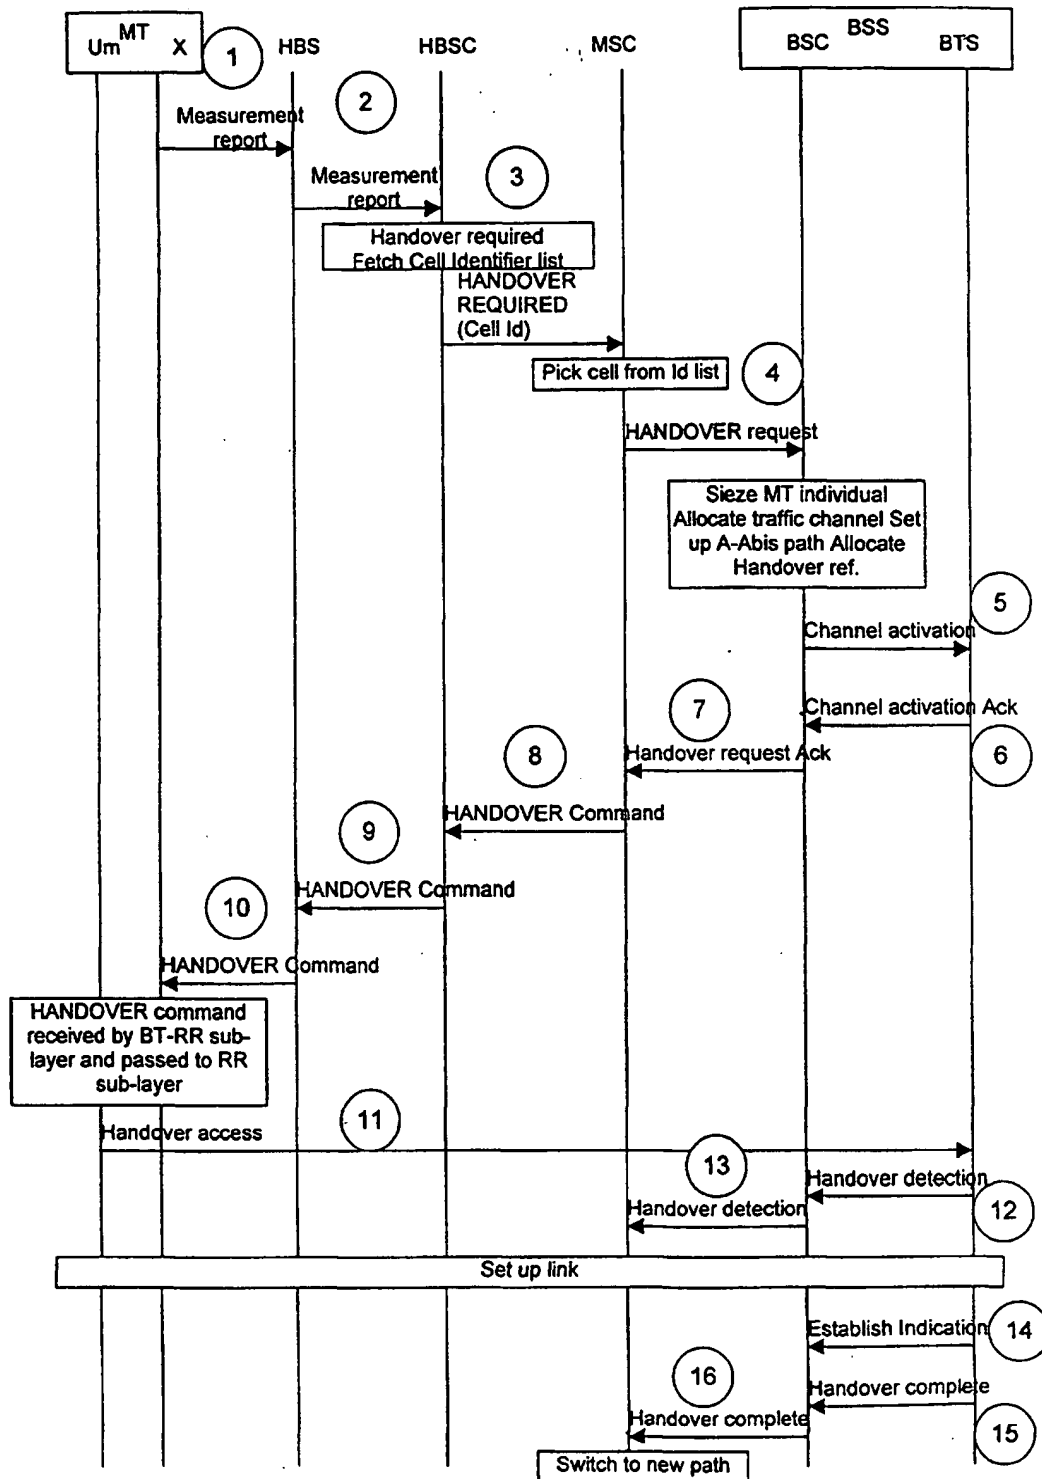 MT
BSS
Um X HBS HBSC MSC BSC BTS
1
2
Measurement
report
3
Measurement
report
Handover required
Fetch Cell Identifier list
HANDOVER
REQUIRED
(Cell Id)
Pick cell from Id list
4
HANDOVER request
Sieze MT individual
Allocate traffic channel Set
up A-Abis path Allocate
Handover ref.
5
Channel activation
7
Channel activation Ack
8
Handover request Ack
6
HANDOVER Command
9
HANDOVER Command
10
HANDOVER Command
HANDOVER command
received by BT-RR sub-
layer and passed to RR
sub-layer
11
Handover access
13
Handover detection
Handover detection
12
Set up link
Establish Indication
14
16
Handover complete
Handover complete
15
Switch to new path